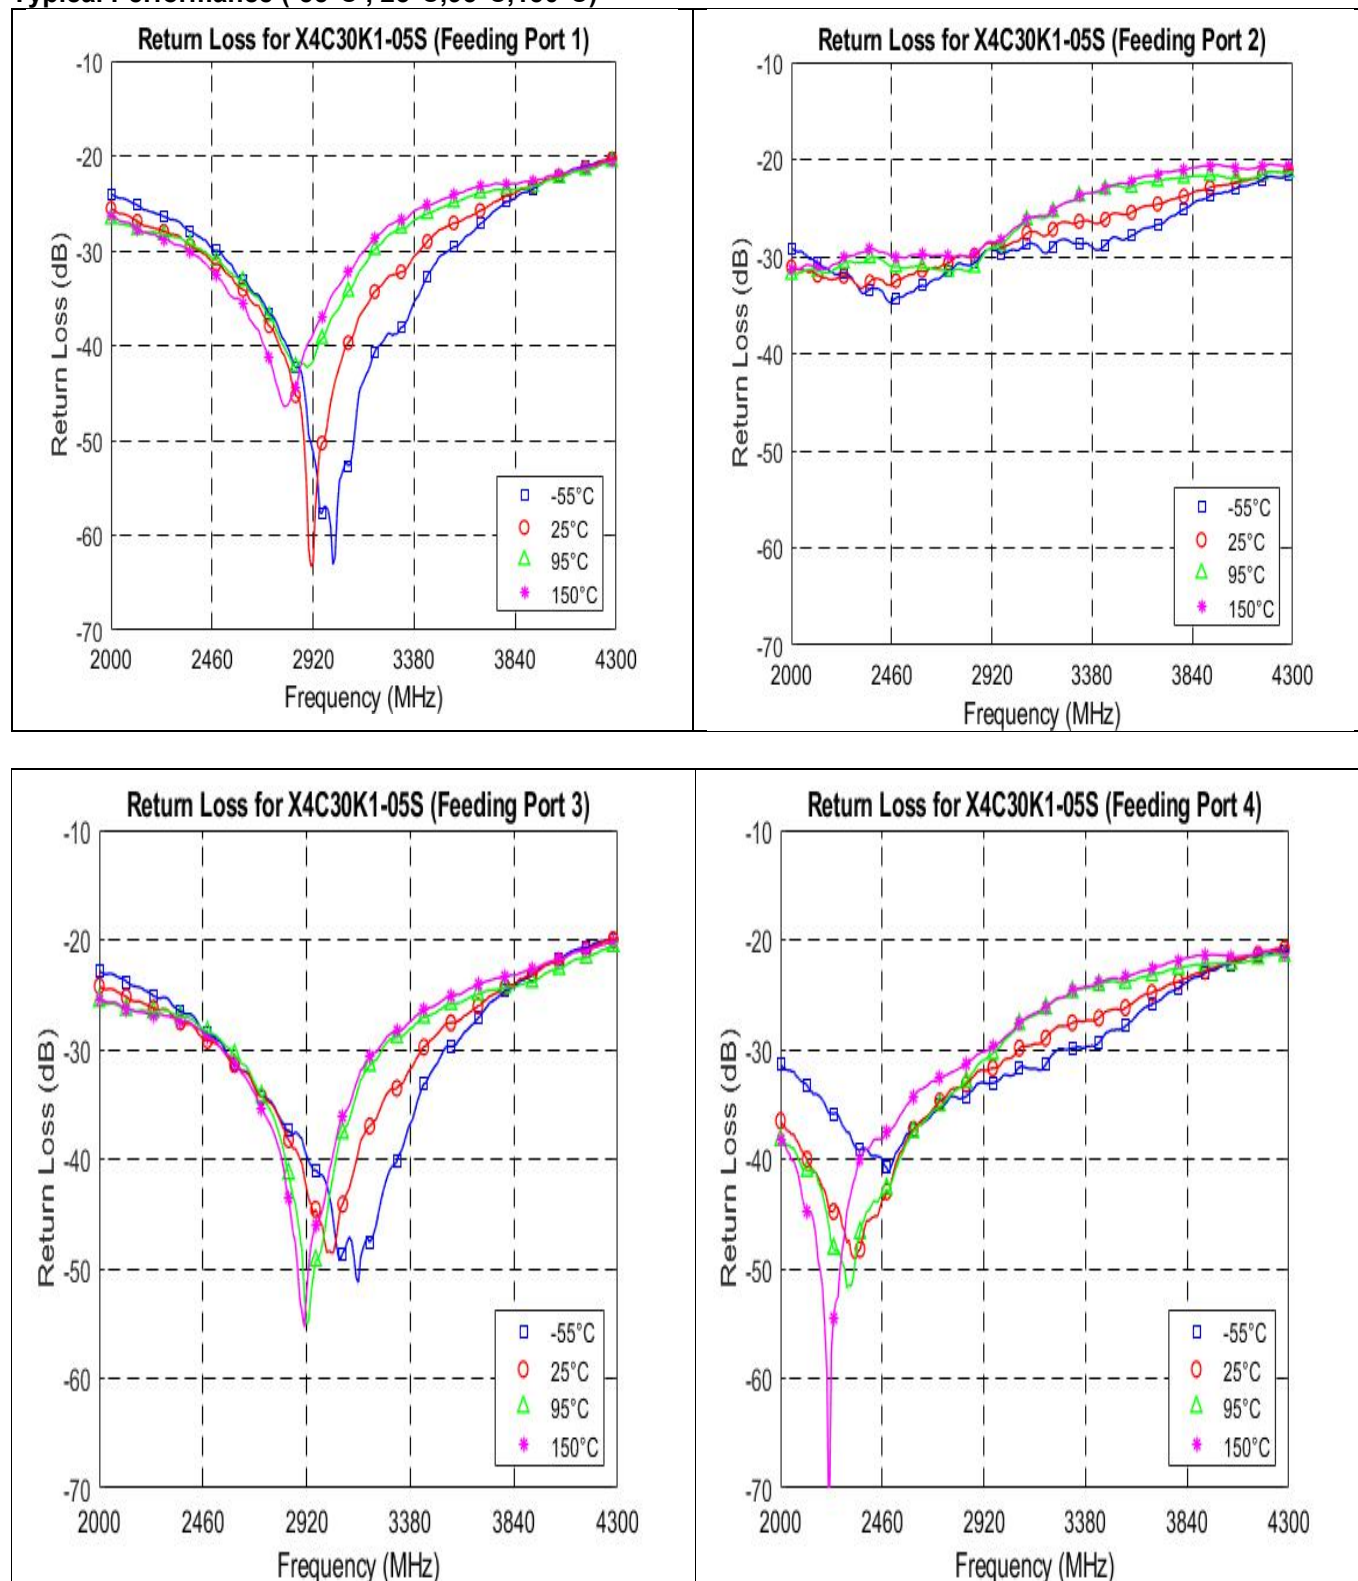 Return Loss for X4C30K1-05S (Feeding Port 1)
-10
-20
-30
-40
-50
-60
-70
Return Loss (dB)
2000 2460 2920 3380 3840 4300
Frequency (MHz)
-55°C
25°C
95°C
150°C
Return Loss for X4C30K1-05S (Feeding Port 2)
-10
-20
-30
-40
-50
-60
-70
Return Loss (dB)
2000 2460 2920 3380 3840 4300
Frequency (MHz)
-55°C
25°C
95°C
150°C
Return Loss for X4C30K1-05S (Feeding Port 3)
-10
-20
-30
-40
-50
-60
-70
Return Loss (dB)
2000 2460 2920 3380 3840 4300
Frequency (MHz)
-55°C
25°C
95°C
150°C
Return Loss for X4C30K1-05S (Feeding Port 4)
-10
-20
-30
-40
-50
-60
-70
Return Loss (dB)
2000 2460 2920 3380 3840 4300
Frequency (MHz)
-55°C
25°C
95°C
150°C